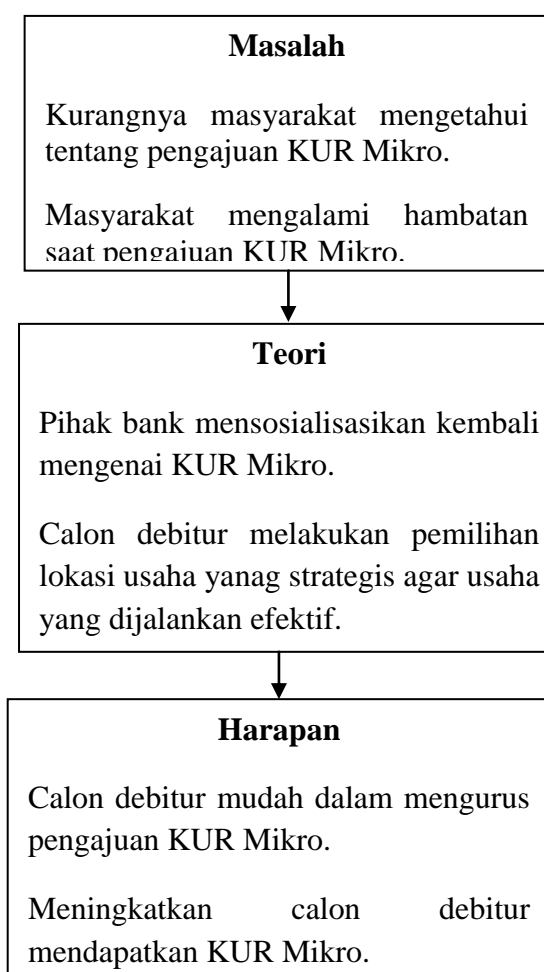 Masalah
Kurangnya masyarakat mengetahui
tentang pengajuan KUR Mikro.
Masyarakat mengalami hambatan
saat pengajuan KUR Mikro.
Teori
Pihak bank mensosialisasikan kembali
mengenai KUR Mikro.
Calon debitur melakukan pemilihan
lokasi usaha yanag strategis agar usaha
yang dijalankan efektif.
Harapan
Calon debitur mudah dalam mengurus
pengajuan KUR Mikro.
Meningkatkan calon debitur
mendapatkan KUR Mikro.